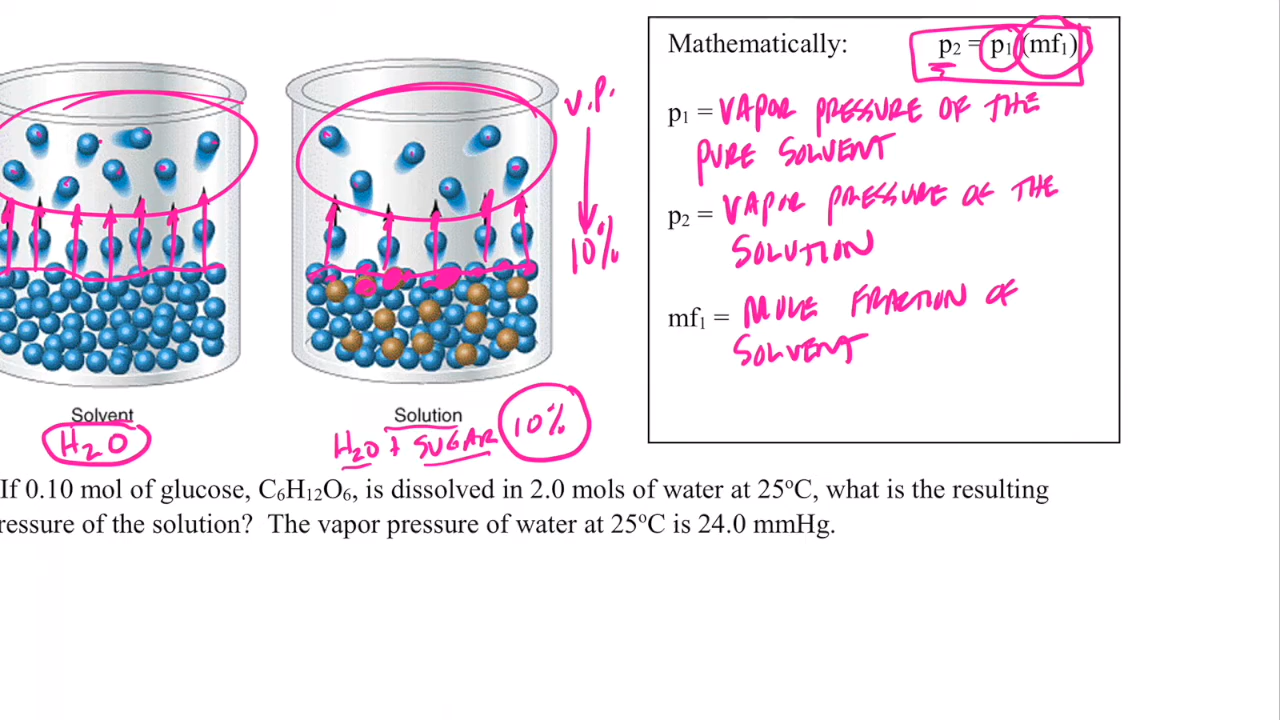 Mathematically: p₂ = p₁ (mf₁)
p₁ = VAPOR PRESSURE OF THE
PURE SOLVENT
p₂ = VAPOR PRESSURE OF THE
SOLUTION
mf₁ = MOLE FRACTION OF
SOLVENT
V.P.
10%
Solvent
H₂O
Solution
H₂O + SUGAR 10%
If 0.10 mol of glucose, C₆H₁₂O₆, is dissolved in 2.0 mols of water at 25ºC, what is the resulting
ressure of the solution? The vapor pressure of water at 25ºC is 24.0 mmHg.